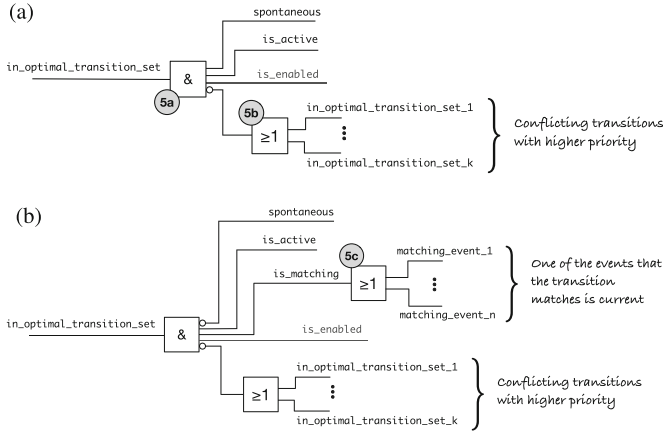 (a)
spontaneous
is_active
in_optimal_transition_set
&
is_enabled
5a
5b
≥1
in_optimal_transition_set_1
in_optimal_transition_set_k
Conflicting transitions
with higher priority
(b)
spontaneous
is_active
5c
is_matching
≥1
matching_event_1
matching_event_n
One of the events that
the transition
matches is current
in_optimal_transition_set
&
is_enabled
≥1
in_optimal_transition_set_1
in_optimal_transition_set_k
Conflicting transitions
with higher priority